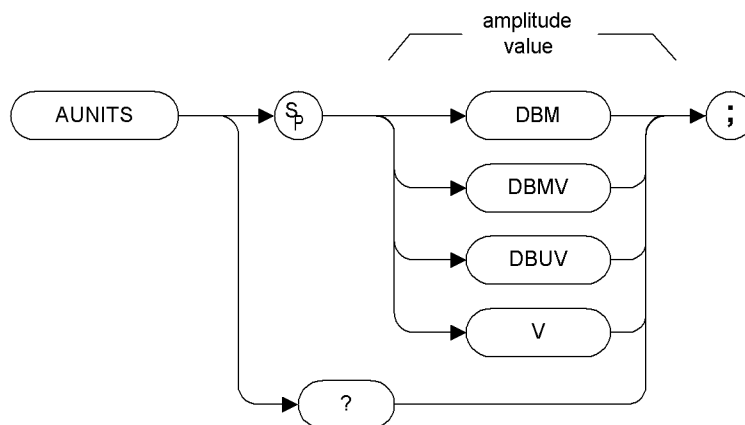 amplitude
value
AUNITS
SP
DBM
;
DBMV
DBUV
V
?